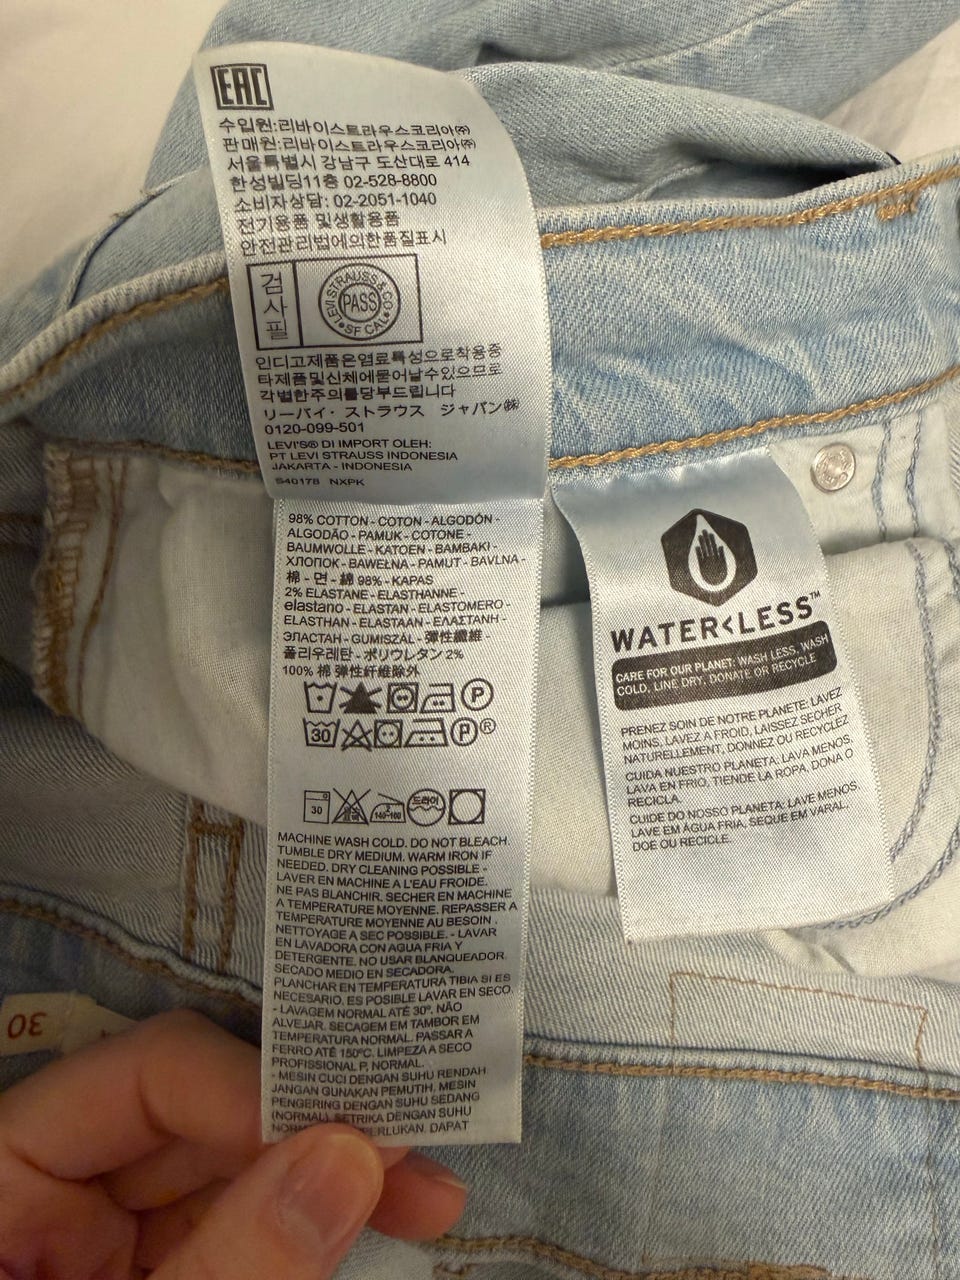 EAC
수입원:리바이스트라우스코리아㈜
판매원:리바이스트라우스코리아㈜
서울특별시 강남구 도산대로 414
한성빌딩11층 02-528-8800
소비자상담: 02-2051-1040
전기용품 및생활용품
안전관리법에의한품질표시
검사필
LEVI STRAUSS & CO
PASS
SF CAL
인디고제품은염료특성으로착용중
타제품및신체에묻어날수있으므로
각별한주의를당부드립니다
リーバイ・ストラウス ジャパン㈱
0120-099-501
LEVI'S® DI IMPORT OLEH:
PT LEVI STRAUSS INDONESIA
JAKARTA - INDONESIA
S40178 NXPK
98% COTTON - COTON - ALGODÓN -
ALGODÃO - PAMUK - COTONE -
BAUMWOLLE - KATOEN - BAMBAKI -
ХЛОПОК - BAWEŁNA - PAMUT - BAVLNA -
棉 - 면 - 綿 98% - KAPAS
2% ELASTANE - ELASTHANNE -
elastano - ELASTAN - ELASTOMERO -
ELASTHAN - ELASTAAN - ΕΛΑΣΤΑΝΗ -
ЭЛАСТАН - GUMISZÁL - 彈性纖維 -
폴리우레탄 - ポリウレタン 2%
100% 棉 弹性纤维除外
P
30
P®
30
드라이
140~160
MACHINE WASH COLD. DO NOT BLEACH.
TUMBLE DRY MEDIUM. WARM IRON IF
NEEDED. DRY CLEANING POSSIBLE -
LAVER EN MACHINE A L'EAU FROIDE.
NE PAS BLANCHIR. SECHER EN MACHINE
A TEMPERATURE MOYENNE. REPASSER A
TEMPERATURE MOYENNE AU BESOIN .
NETTOYAGE A SEC POSSIBLE. - LAVAR
EN LAVADORA CON AGUA FRIA Y
DETERGENTE. NO USAR BLANQUEADOR.
SECADO MEDIO EN SECADORA.
PLANCHAR EN TEMPERATURA TIBIA SI ES
NECESARIO. ES POSIBLE LAVAR EN SECO.
- LAVAGEM NORMAL ATÉ 30º. NÃO
ALVEJAR. SECAGEM EM TAMBOR EM
TEMPERATURA NORMAL. PASSAR A
FERRO ATÉ 150ºC. LIMPEZA A SECO
PROFISSIONAL P, NORMAL.
- MESIN CUCI DENGAN SUHU RENDAH
JANGAN GUNAKAN PEMUTIH, MESIN
PENGERING DENGAN SUHU SEDANG
(NORMAL). SETRIKA DENGAN SUHU
DAPAT
WATER<LESS™
CARE FOR OUR PLANET: WASH LESS, WASH
COLD, LINE DRY, DONATE OR RECYCLE
PRENEZ SOIN DE NOTRE PLANETE: LAVEZ
MOINS, LAVEZ A FROID, LAISSEZ SECHER
NATURELLEMENT, DONNEZ OU RECYCLEZ
CUIDA NUESTRO PLANETA: LAVA MENOS,
LAVA EN FRIO, TIENDE LA ROPA, DONA O
RECICLA.
CUIDE DO NOSSO PLANETA: LAVE MENOS,
LAVE EM ÁGUA FRIA, SEQUE EM VARAL,
DOE OU RECICLE.
30